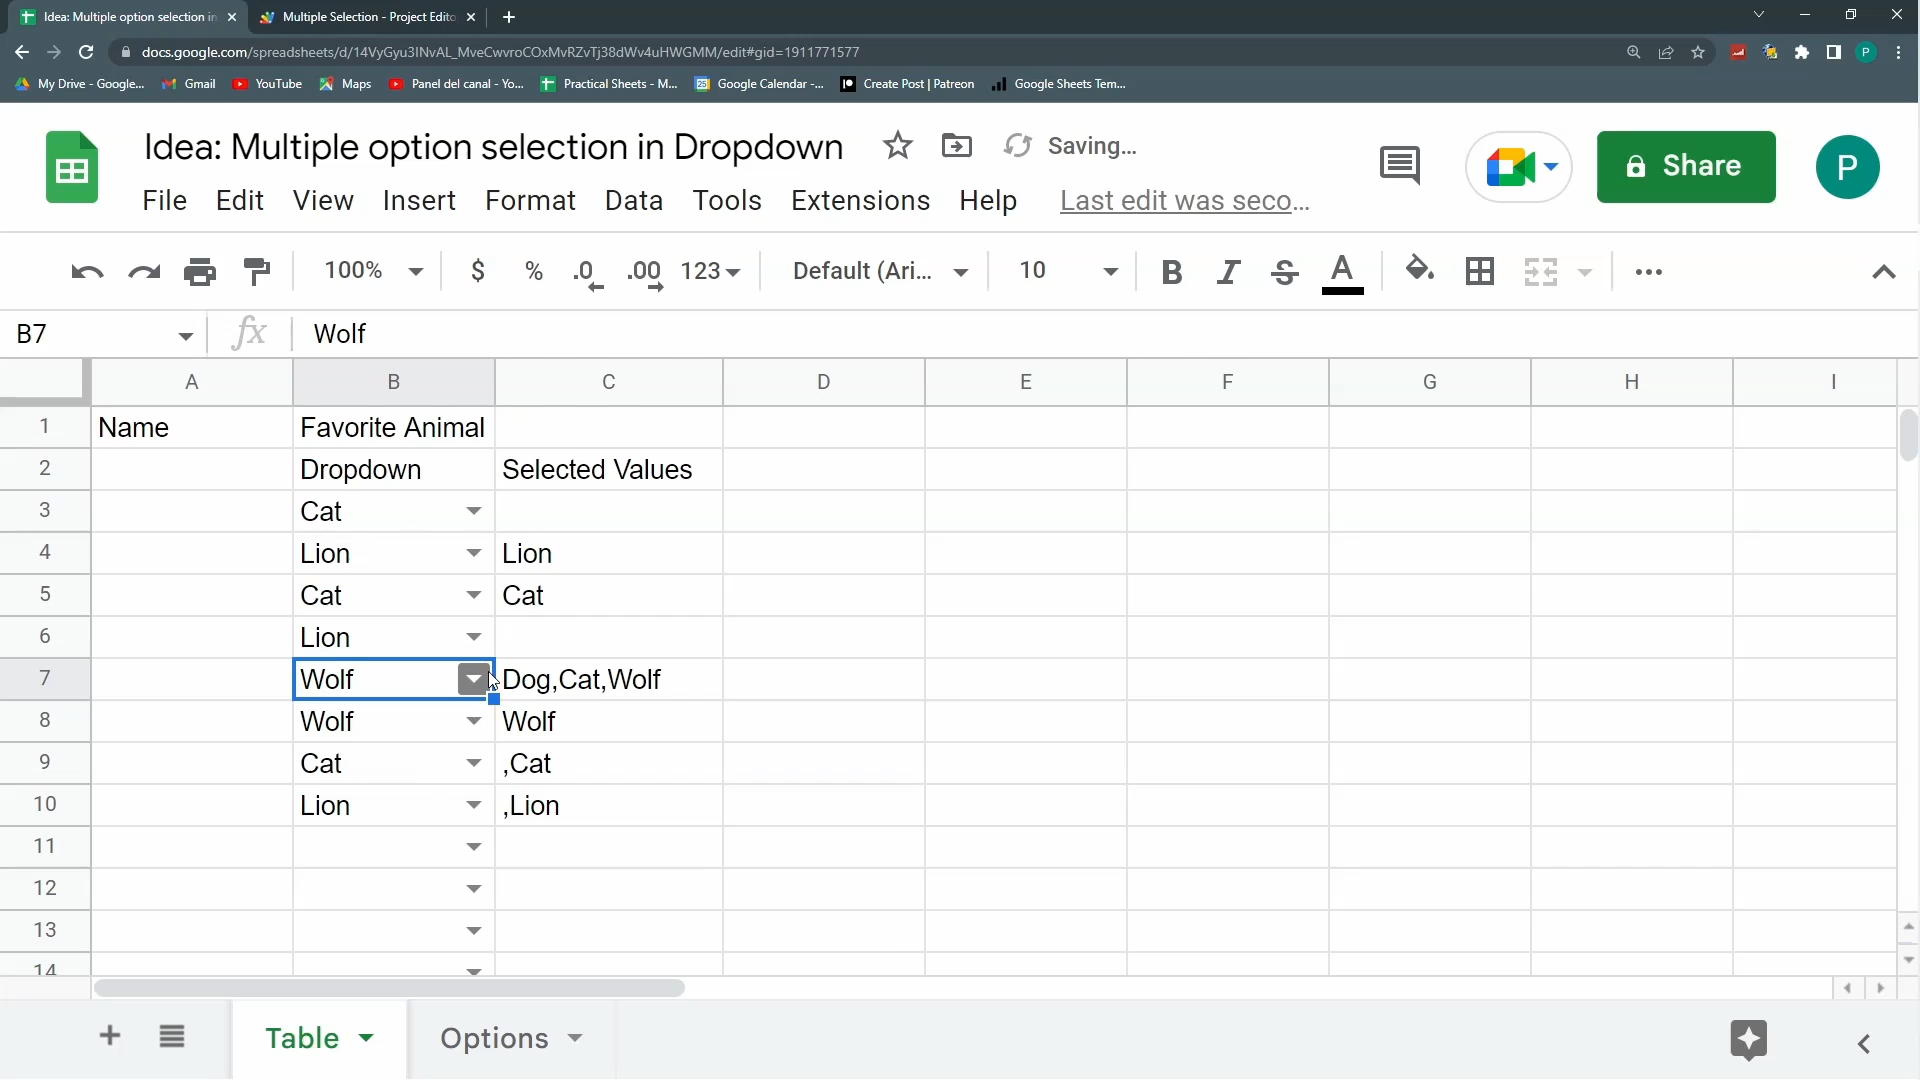 Idea: Multiple option selection in
Multiple Selection - Project Edito
docs.google.com/spreadsheets/d/14VyGyu3INvAL_MveCwvroCOxMvRZvTj38dWv4uHWGMM/edit#gid=1911771577
P
My Drive - Google... Gmail YouTube Maps Panel del canal - Yo... Practical Sheets - M... Google Calendar -... Create Post | Patreon Google Sheets Tem...
Idea: Multiple option selection in Dropdown Saving... Share P
File Edit View Insert Format Data Tools Extensions Help Last edit was seco...
100% $ % .0 .00 123 Default (Ari... 10 B I S A
B7 fx Wolf
A B C D E F G H I
1 Name Favorite Animal
2 Dropdown Selected Values
3 Cat
4 Lion Lion
5 Cat Cat
6 Lion
7 Wolf Dog,Cat,Wolf
8 Wolf Wolf
9 Cat ,Cat
10 Lion ,Lion
11
12
13
14
Table Options